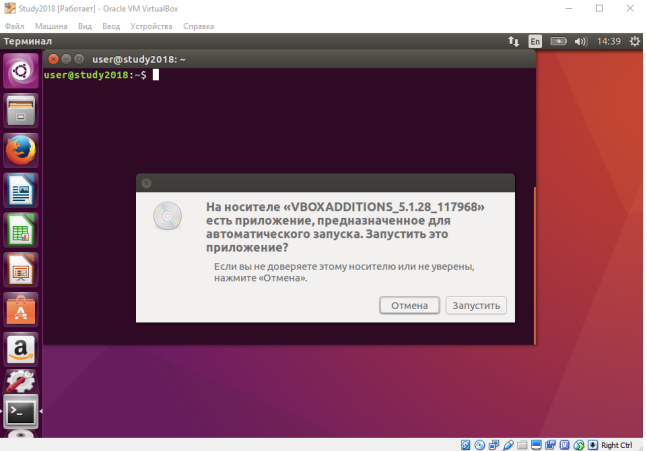 Study2018 [Работает] - Oracle VM VirtualBox
Файл Машина Вид Ввод Устройства Справка
Терминал
En
14:39
user@study2018: ~
user@study2018:~$
На носителе «VBOXADDITIONS_5.1.28_117968»
есть приложение, предназначенное для
автоматического запуска. Запустить это
приложение?
Если вы не доверяете этому носителю или не уверены,
нажмите «Отмена».
Отмена
Запустить
Right Ctrl